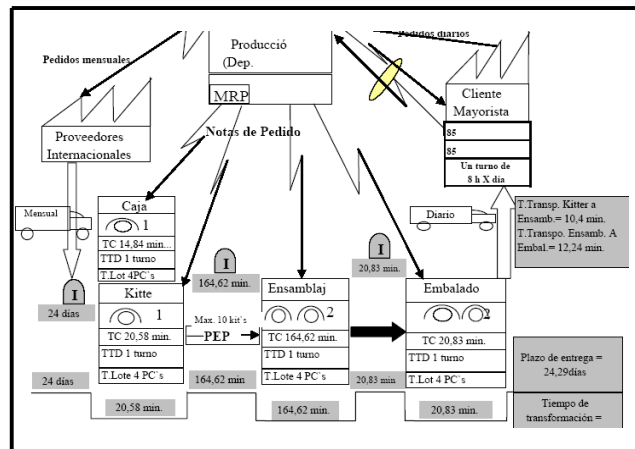 Pedidos mensuales
Producció
(Dep.
MRP
Pedidos diarios
Cliente
Mayorista
85
85
Un turno de
8 h X día
Proveedores
Internacionales
Notas de Pedido
Mensual
Caja
1
TC 14,84 min...
TTD 1 turno
T.Lot 4PC`s
Diario
T.Transp. Kitter a
Ensamb.= 10,4 min.
T.Transpo. Ensamb. A
Embal.= 12,24 min.
I
24 días
I
164,62 min.
I
20,83 min.
Kitte
1
TC 20,58 min.
TTD 1 turno
T.Lote 4 PC`s
Max. 10 kit`s
PEP
Ensamblaj
2
TC 164,62 min.
TTD 1 turno
T.Lote 4 PC`s
Embalado
2
TC 20,83 min.
TTD 1 turno
T.Lot 4 PC`s
Plazo de entrega =
24,29días
24 días
164,62 min
20,83 min.
20,58 min.
164,62 min.
20,83 min.
Tiempo de
transformación =